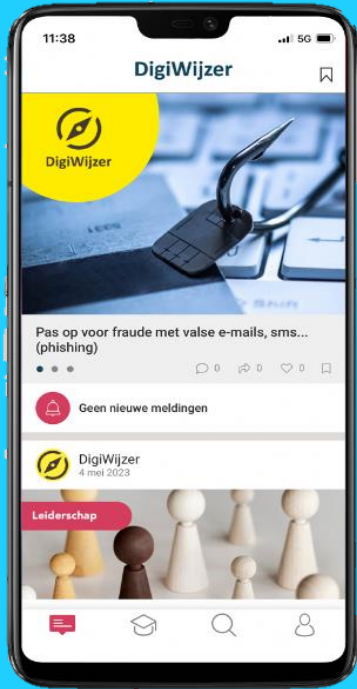 11:38
5G
DigiWijzer
DigiWijzer
Shift
Pas op voor fraude met valse e-mails, sms...
(phishing)
0 0 0
Geen nieuwe meldingen
DigiWijzer
4 mei 2023
Leiderschap